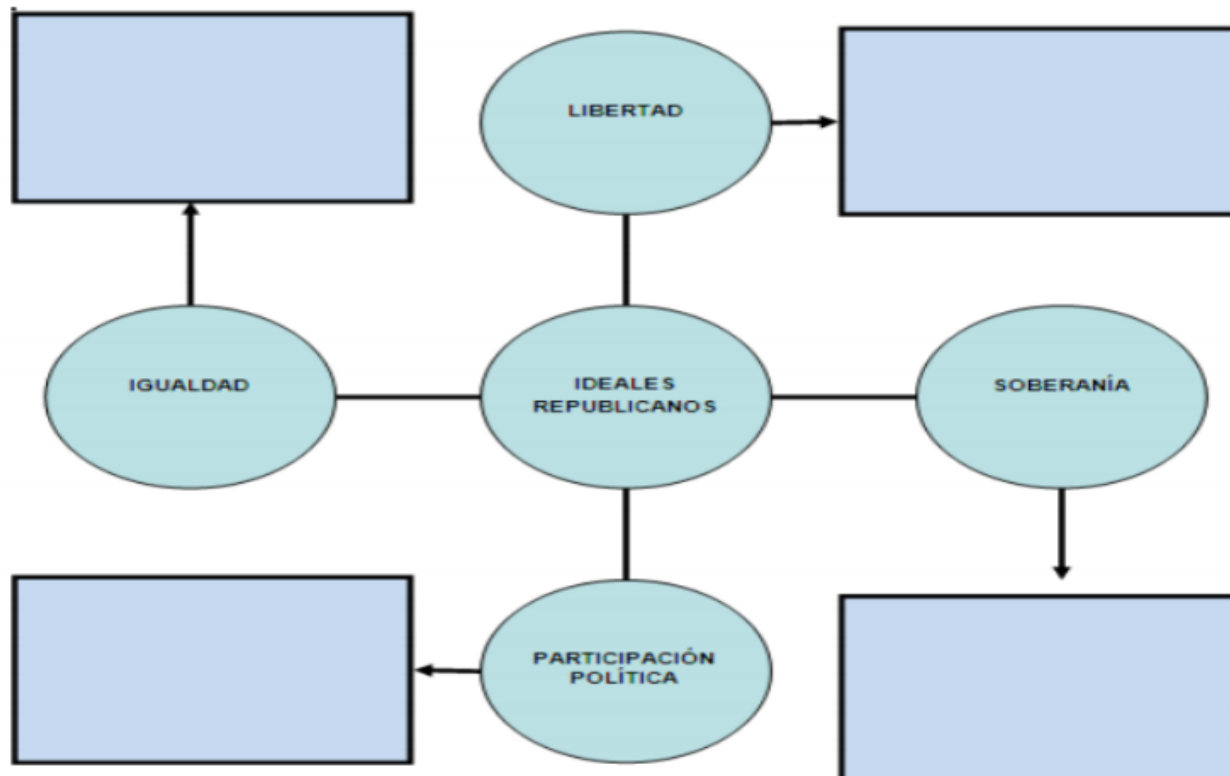 LIBERTAD
IGUALDAD
IDEALES
REPUBLICANOS
SOBERANÍA
PARTICIPACIÓN
POLÍTICA